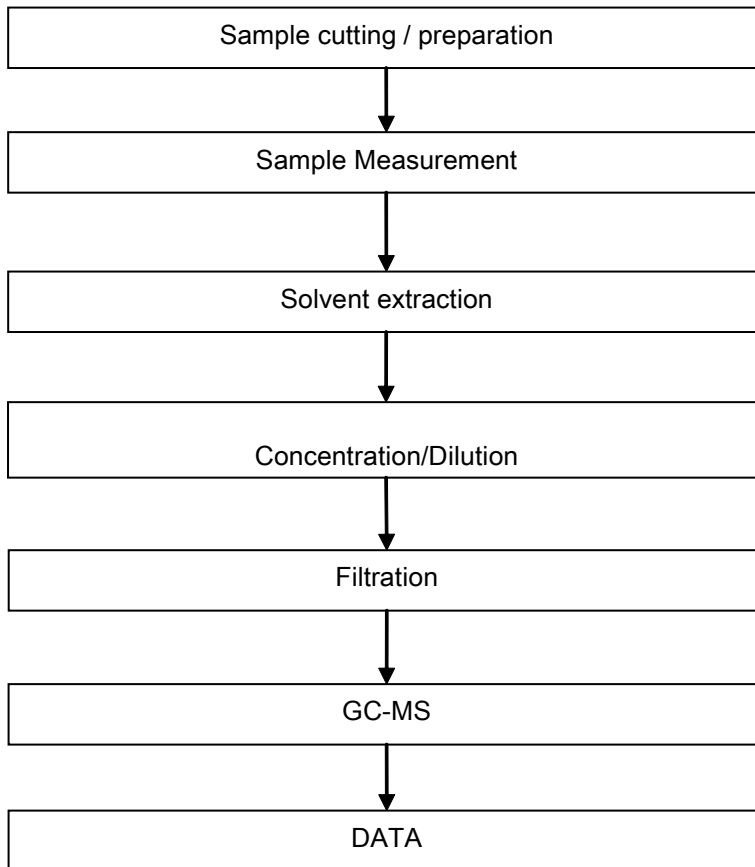 Sample cutting / preparation
Sample Measurement
Solvent extraction
Concentration/Dilution
Filtration
GC-MS
DATA